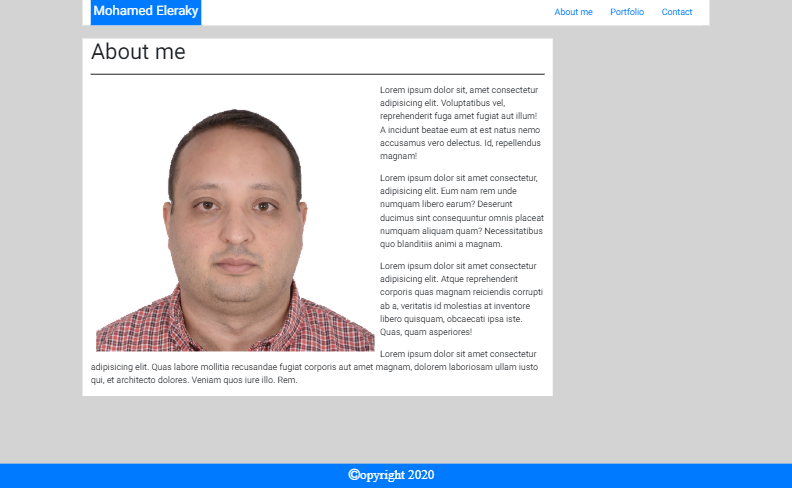 Mohamed Eleraky
About me Portfolio Contact
About me
Lorem ipsum dolor sit, amet consectetur
adipisicing elit. Voluptatibus vel,
reprehenderit fuga amet fugiat aut illum!
A incidunt beatae eum at est natus nemo
accusamus vero delectus. Id, repellendus
magnam!
Lorem ipsum dolor sit amet consectetur,
adipisicing elit. Eum nam rem unde
numquam libero earum? Deserunt
ducimus sint consequuntur omnis placeat
numquam aliquam quam? Necessitatibus
quo blanditiis animi a magnam.
Lorem ipsum dolor sit amet consectetur
adipisicing elit. Atque reprehenderit
corporis quas magnam reiciendis corrupti
ab a, veritatis id molestias at inventore
libero quisquam, obcaecati ipsa iste.
Quas, quam asperiores!
Lorem ipsum dolor sit amet consectetur
adipisicing elit. Quas labore mollitia recusandae fugiat corporis aut amet magnam, dolorem laboriosam ullam iusto
qui, et architecto dolores. Veniam quos iure illo. Rem.
©opyright 2020